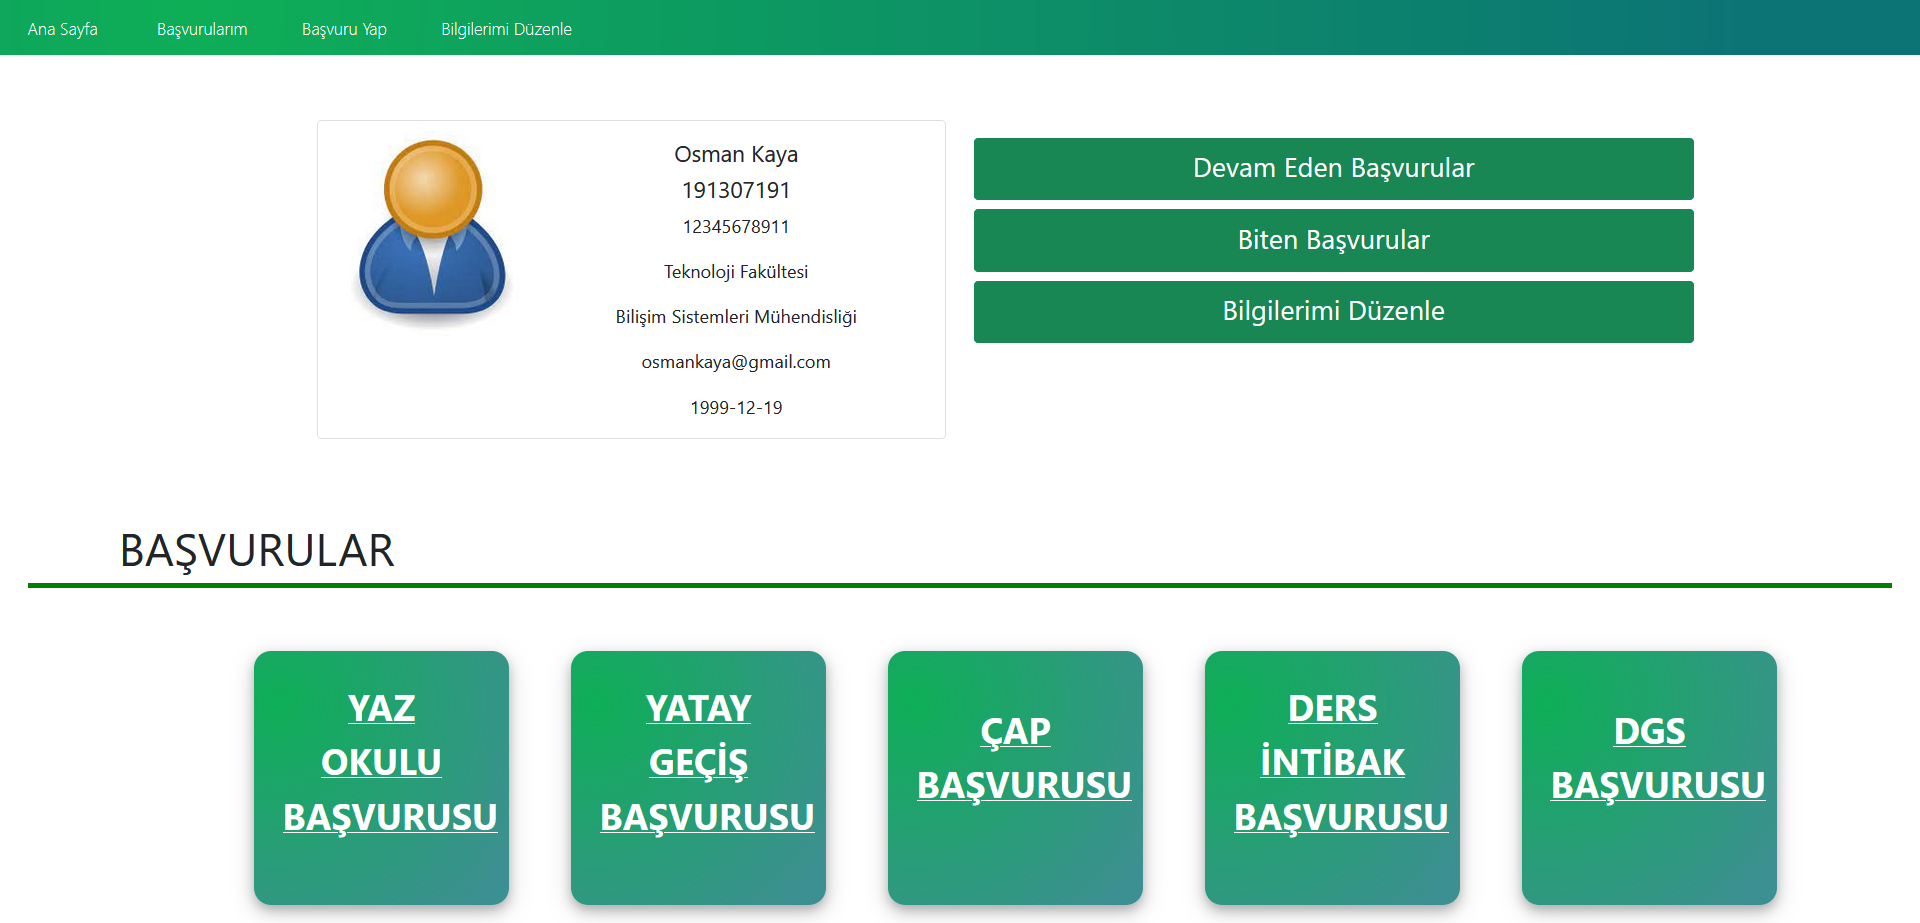 Ana Sayfa Başvurularım Başvuru Yap Bilgilerimi Düzenle
Osman Kaya
191307191
12345678911
Teknoloji Fakültesi
Bilişim Sistemleri Mühendisliği
osmankaya@gmail.com
1999-12-19
Devam Eden Başvurular
Biten Başvurular
Bilgilerimi Düzenle
BAŞVURULAR
YAZ
OKULU
BAŞVURUSU
YATAY
GEÇİŞ
BAŞVURUSU
ÇAP
BAŞVURUSU
DERS
İNTİBAK
BAŞVURUSU
DGS
BAŞVURUSU